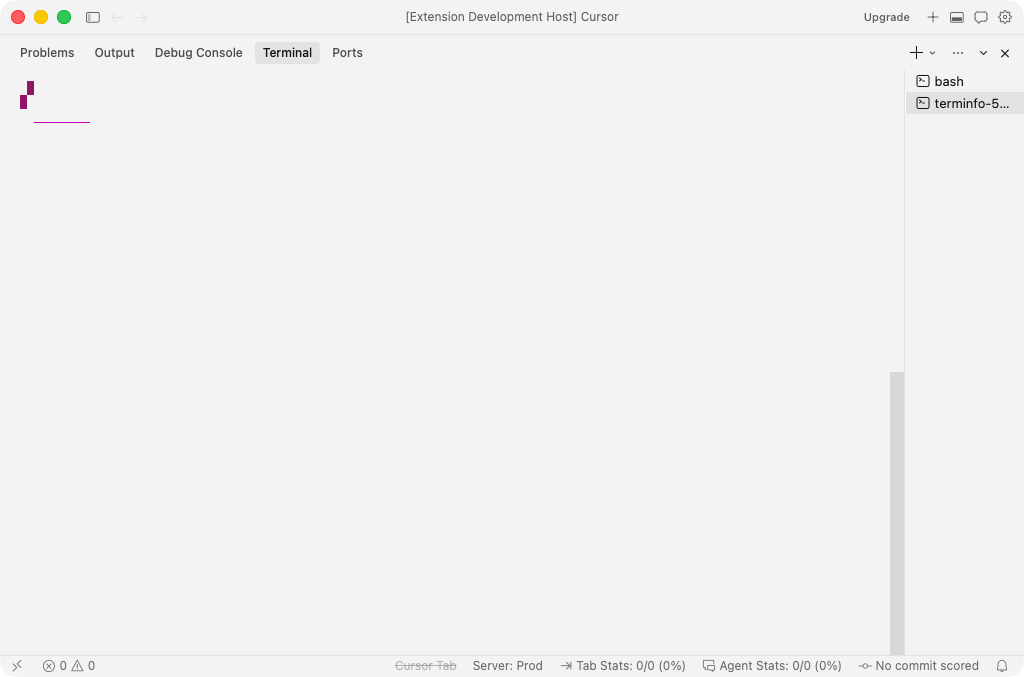 [Extension Development Host] Cursor
Upgrade
Problems Output Debug Console Terminal Ports
bash
terminfo-5...
0 0 Cursor Tab Server: Prod Tab Stats: 0/0 (0%) Agent Stats: 0/0 (0%) No commit scored